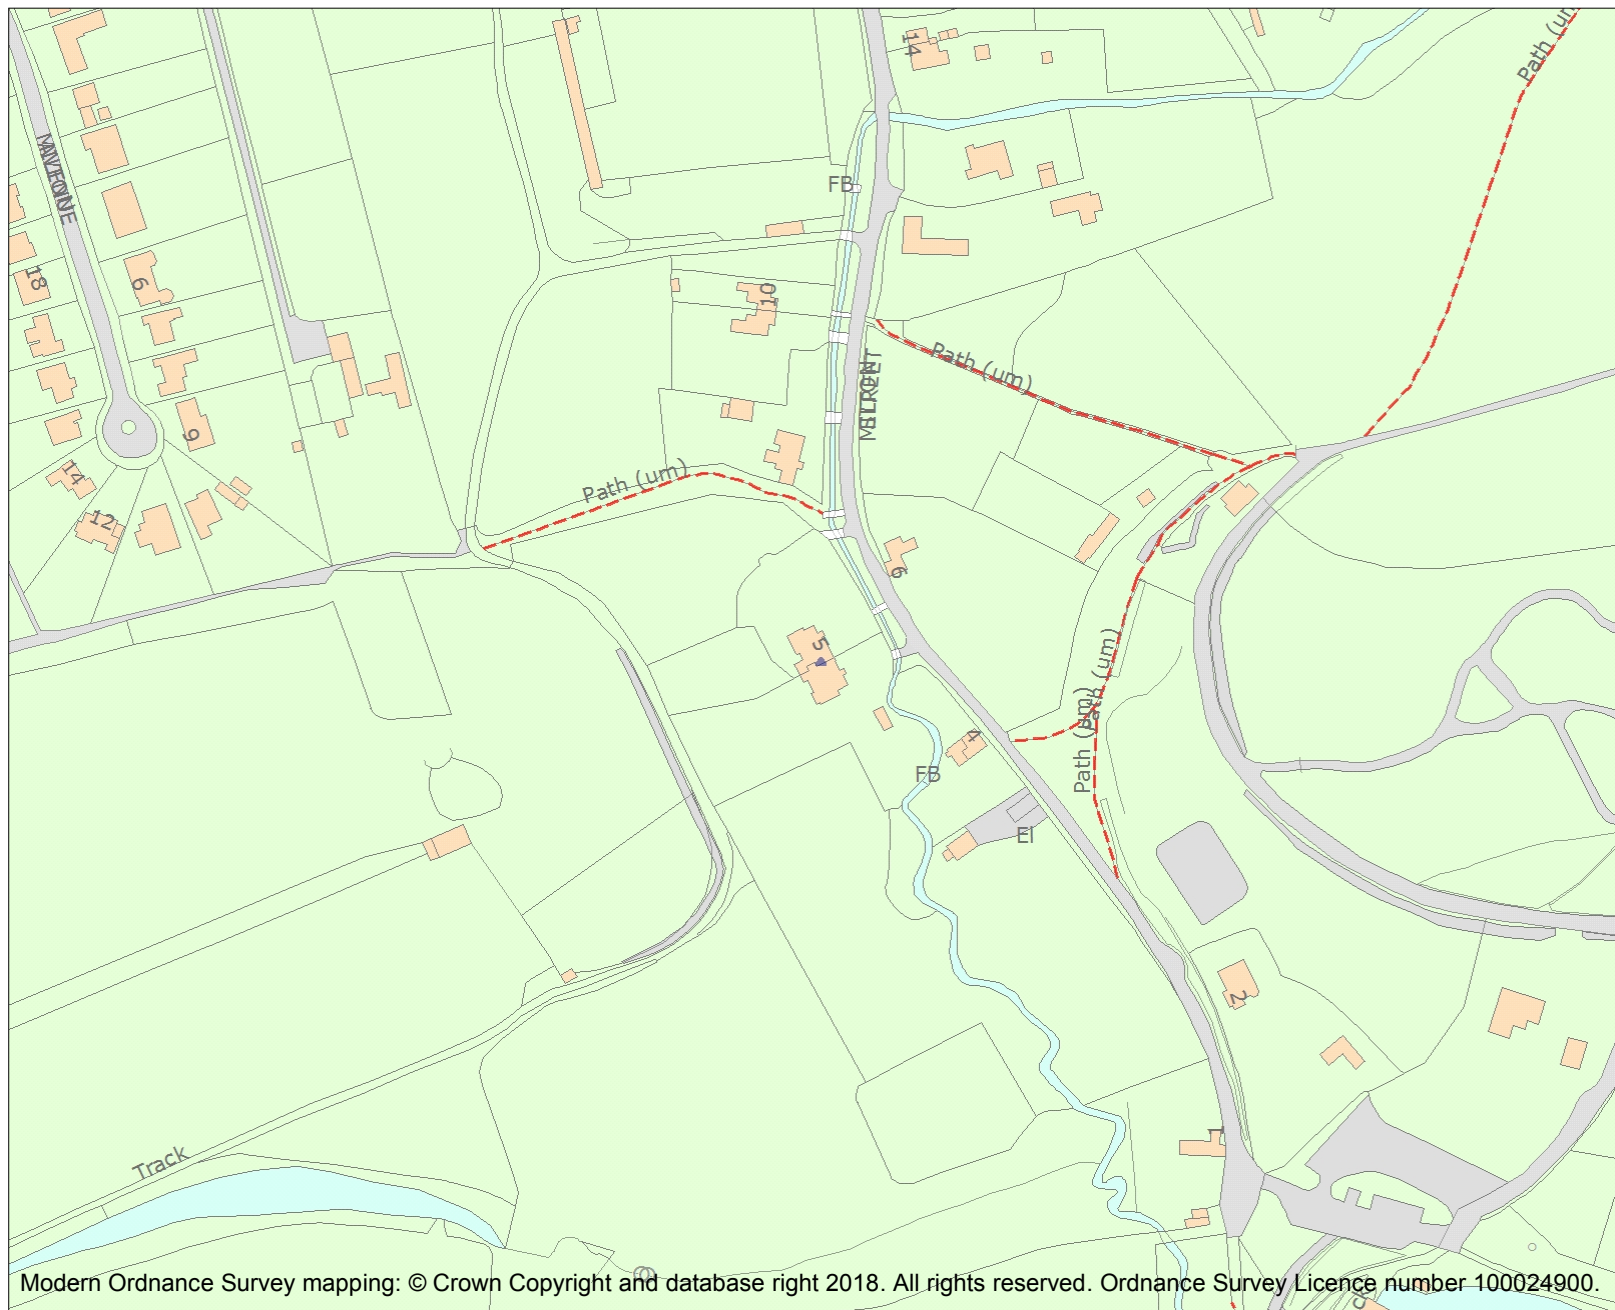 Path (um)
14
FB
18
6
10
Path (um)
9
14
Path (um)
12
6
5
Path (um)
Path (um)
4
FB
El
2
1
Track
Modern Ordnance Survey mapping: © Crown Copyright and database right 2018. All rights reserved. Ordnance Survey Licence number 100024900.